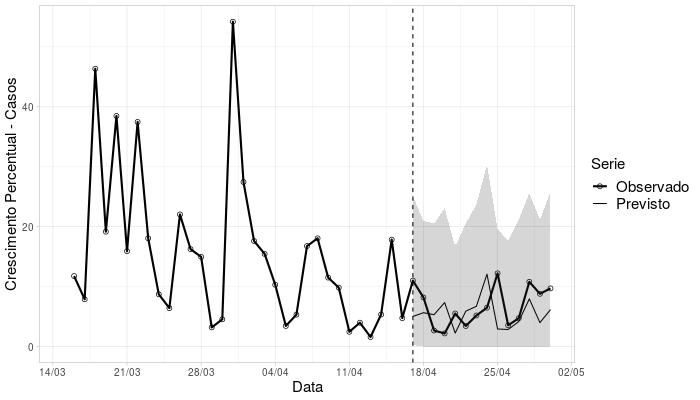 Crescimento Percentual - Casos
40
20
0
14/03 21/03 28/03 04/04 11/04 18/04 25/04 02/05
Data
Serie
Observado
Previsto